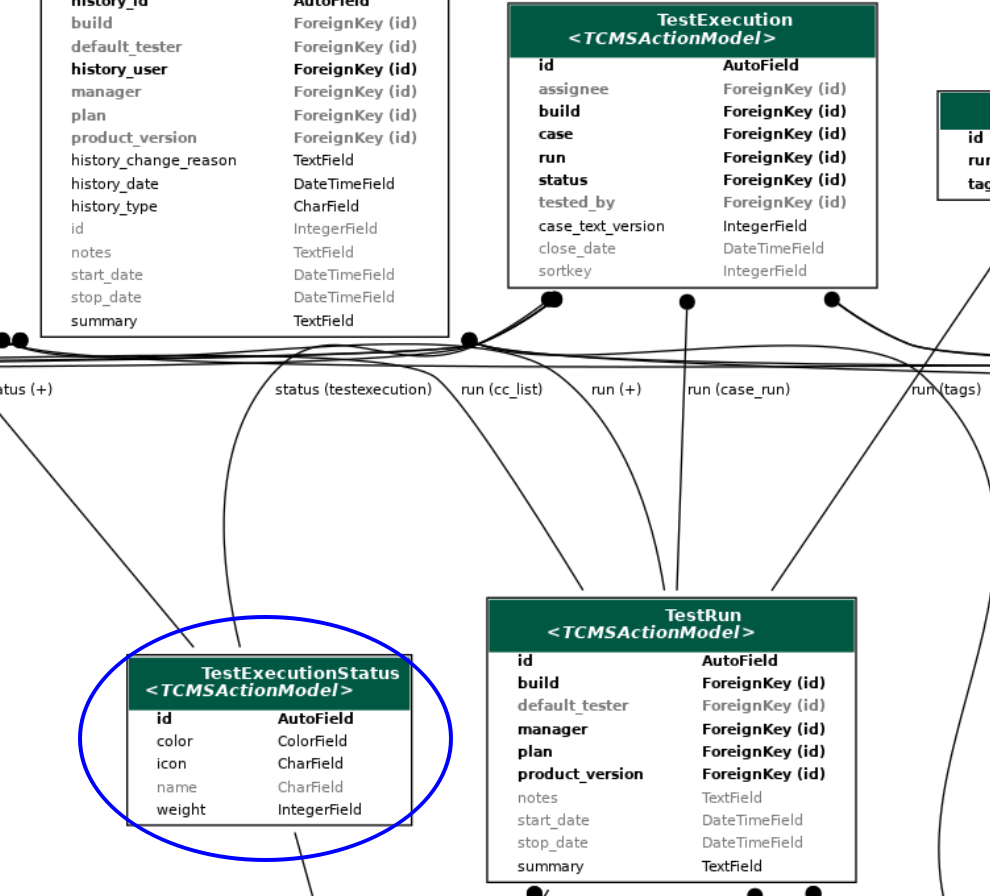 history_id AutoField
build ForeignKey (id)
default_tester ForeignKey (id)
history_user ForeignKey (id)
manager ForeignKey (id)
plan ForeignKey (id)
product_version ForeignKey (id)
history_change_reason TextField
history_date DateTimeField
history_type CharField
id IntegerField
notes TextField
start_date DateTimeField
stop_date DateTimeField
summary TextField
TestExecution
<TCMSActionModel>
id AutoField
assignee ForeignKey (id)
build ForeignKey (id)
case ForeignKey (id)
run ForeignKey (id)
status ForeignKey (id)
tested_by ForeignKey (id)
case_text_version IntegerField
close_date DateTimeField
sortkey IntegerField
id
(+) status (testexecution) run (cc_list) run (+) run (case_run) run (tags)
TestExecutionStatus
<TCMSActionModel>
id AutoField
color ColorField
icon CharField
name CharField
weight IntegerField
TestRun
<TCMSActionModel>
id AutoField
build ForeignKey (id)
default_tester ForeignKey (id)
manager ForeignKey (id)
plan ForeignKey (id)
product_version ForeignKey (id)
notes TextField
start_date DateTimeField
stop_date DateTimeField
summary TextField